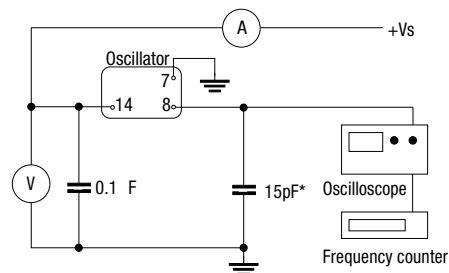 A
+Vs
Oscillator
7
14
8
V
0.1 F
15pF*
Oscilloscope
Frequency counter